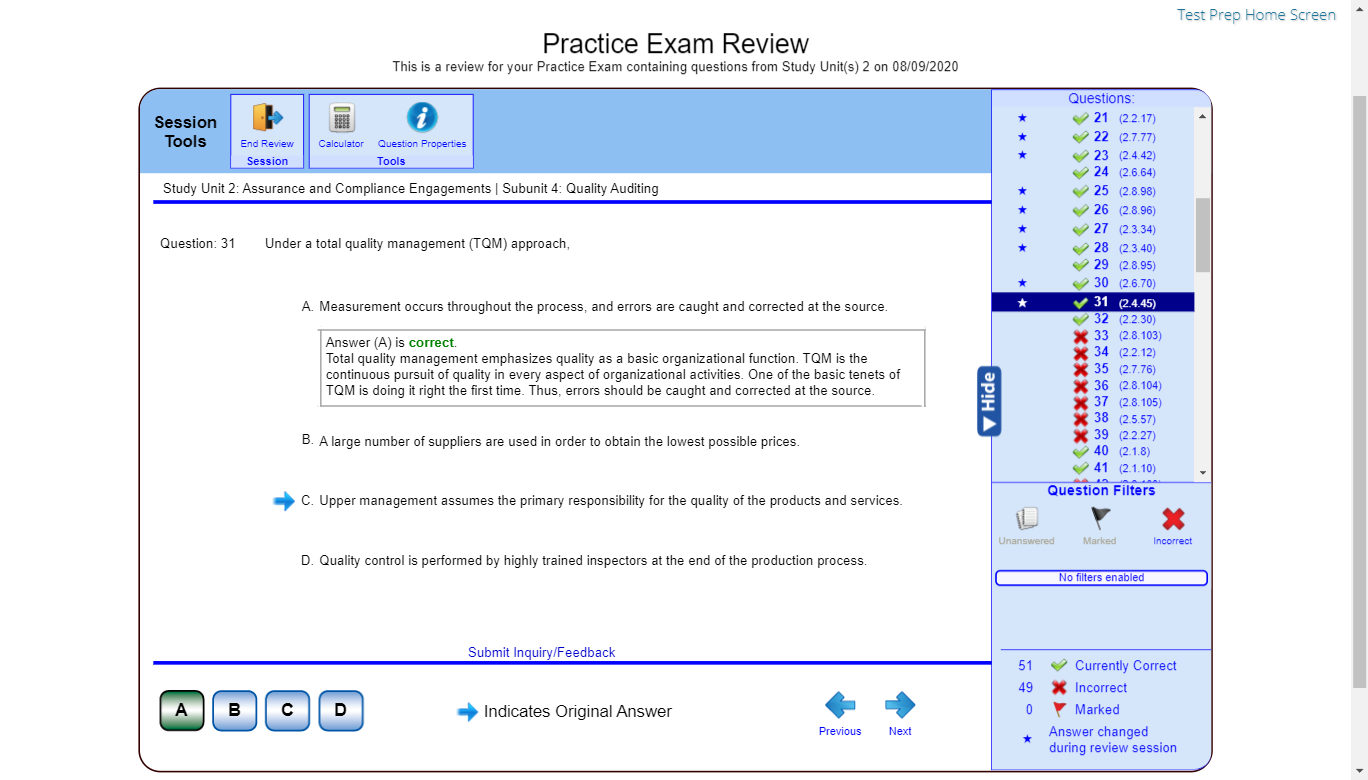 Test Prep Home Screen
Practice Exam Review
This is a review for your Practice Exam containing questions from Study Unit(s) 2 on 08/09/2020
Session Tools
End Review
Session
Calculator
Question Properties
Tools
Study Unit 2: Assurance and Compliance Engagements | Subunit 4: Quality Auditing
Question: 31 Under a total quality management (TQM) approach,
A. Measurement occurs throughout the process, and errors are caught and corrected at the source.
Answer (A) is correct.
Total quality management emphasizes quality as a basic organizational function. TQM is the
continuous pursuit of quality in every aspect of organizational activities. One of the basic tenets of
TQM is doing it right the first time. Thus, errors should be caught and corrected at the source.
B. A large number of suppliers are used in order to obtain the lowest possible prices.
C. Upper management assumes the primary responsibility for the quality of the products and services.
D. Quality control is performed by highly trained inspectors at the end of the production process.
Submit Inquiry/Feedback
A B C D
Indicates Original Answer
Previous
Next
Hide
Questions:
21 (2.2.17)
22 (2.7.77)
23 (2.4.42)
24 (2.6.64)
25 (2.8.98)
26 (2.8.96)
27 (2.3.34)
28 (2.3.40)
29 (2.8.95)
30 (2.6.70)
31 (2.4.45)
32 (2.2.30)
33 (2.8.103)
34 (2.2.12)
35 (2.7.76)
36 (2.8.104)
37 (2.8.105)
38 (2.5.57)
39 (2.2.27)
40 (2.1.8)
41 (2.1.10)
Question Filters
Unanswered
Marked
Incorrect
No filters enabled
51 Currently Correct
49 Incorrect
0 Marked
Answer changed
during review session